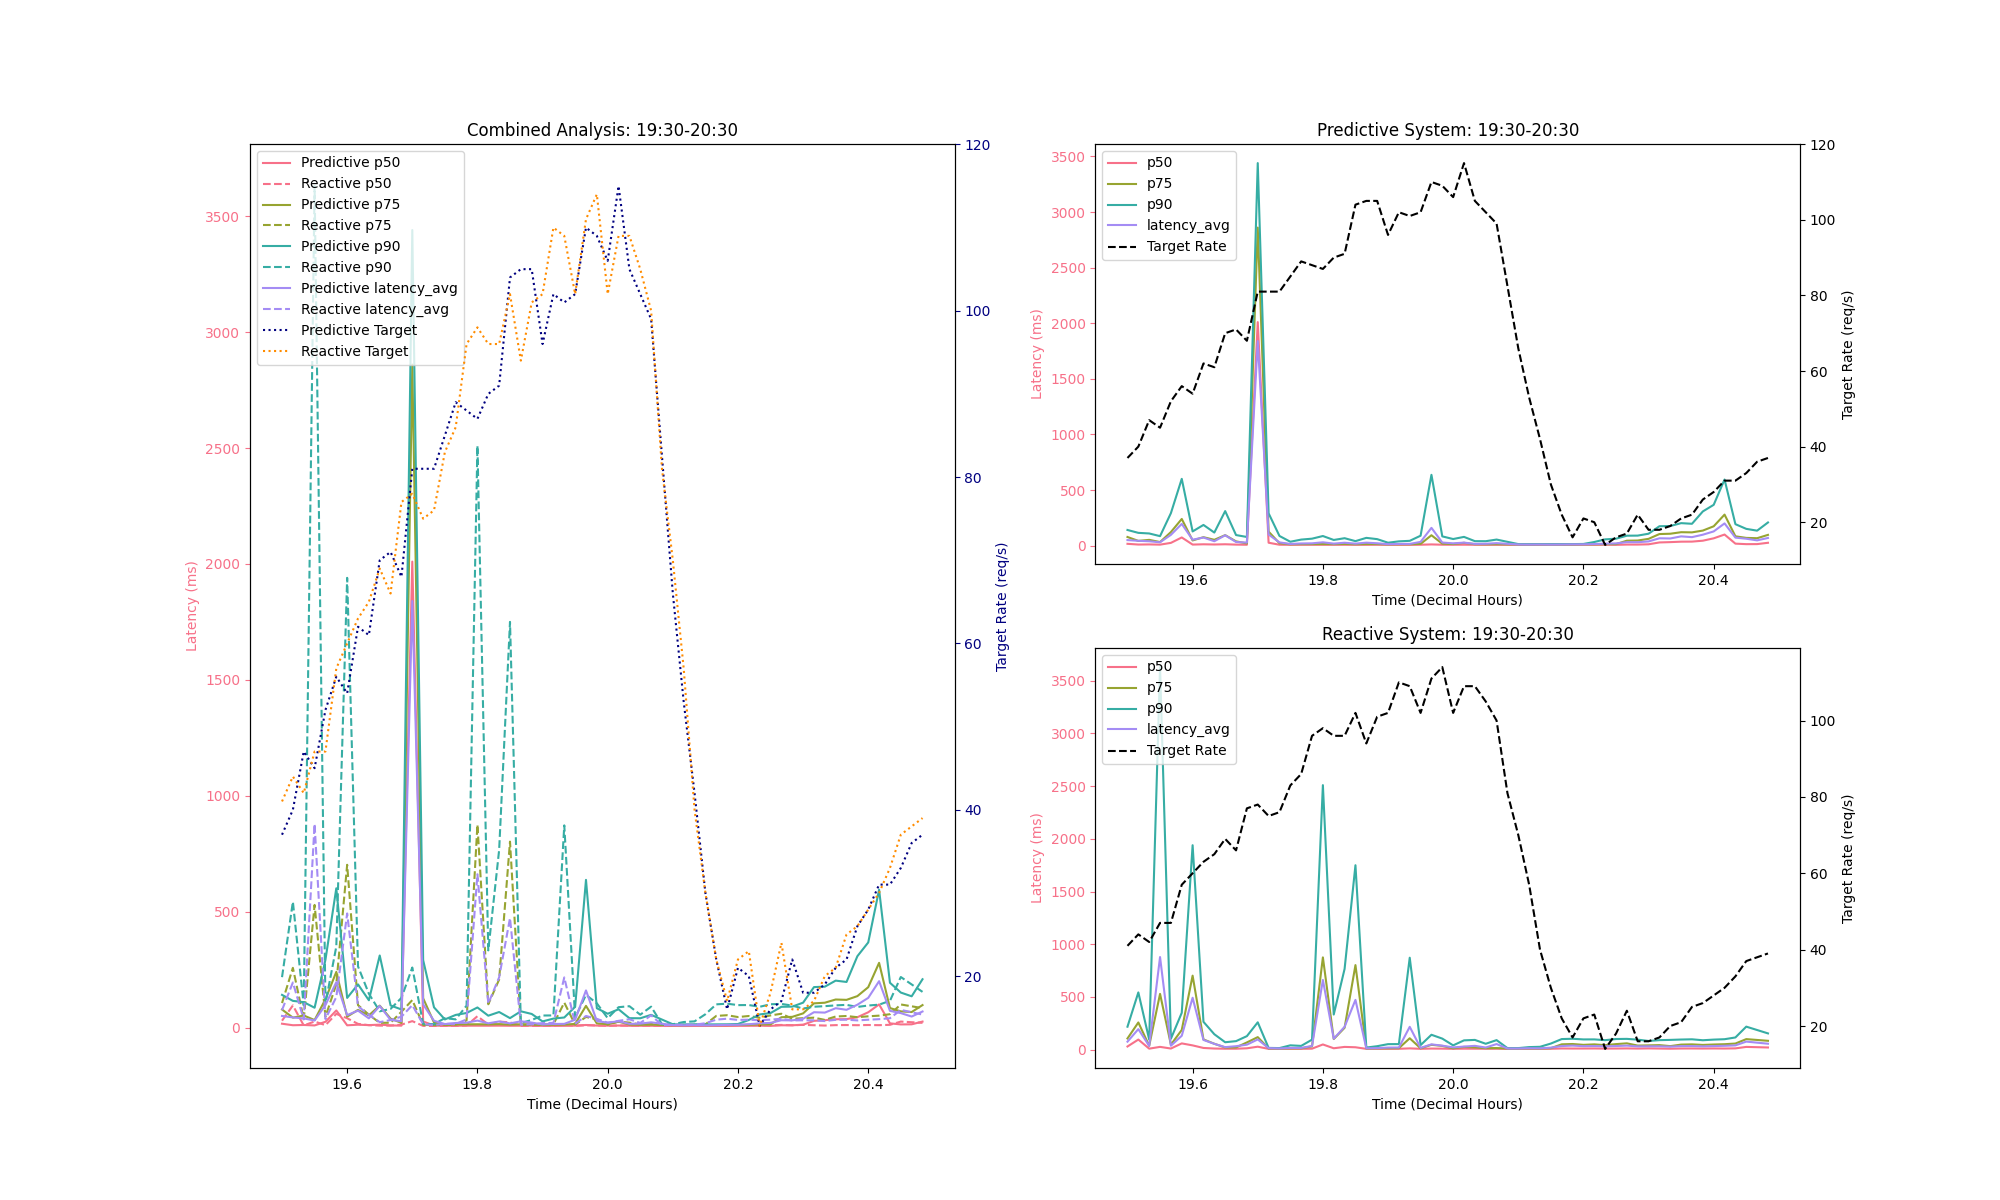 Combined Analysis: 19:30-20:30
Predictive p50
Reactive p50
Predictive p75
Reactive p75
Predictive p90
Reactive p90
Predictive latency_avg
Reactive latency_avg
Predictive Target
Reactive Target
3500
3000
2500
2000
1500
1000
500
0
Latency (ms)
120
100
80
60
40
20
Target Rate (req/s)
19.6 19.8 20.0 20.2 20.4
Time (Decimal Hours)
Predictive System: 19:30-20:30
p50
p75
p90
latency_avg
Target Rate
3500
3000
2500
2000
1500
1000
500
0
Latency (ms)
120
100
80
60
40
20
Target Rate (req/s)
19.6 19.8 20.0 20.2 20.4
Time (Decimal Hours)
Reactive System: 19:30-20:30
p50
p75
p90
latency_avg
Target Rate
3500
3000
2500
2000
1500
1000
500
0
Latency (ms)
100
80
60
40
20
Target Rate (req/s)
19.6 19.8 20.0 20.2 20.4
Time (Decimal Hours)